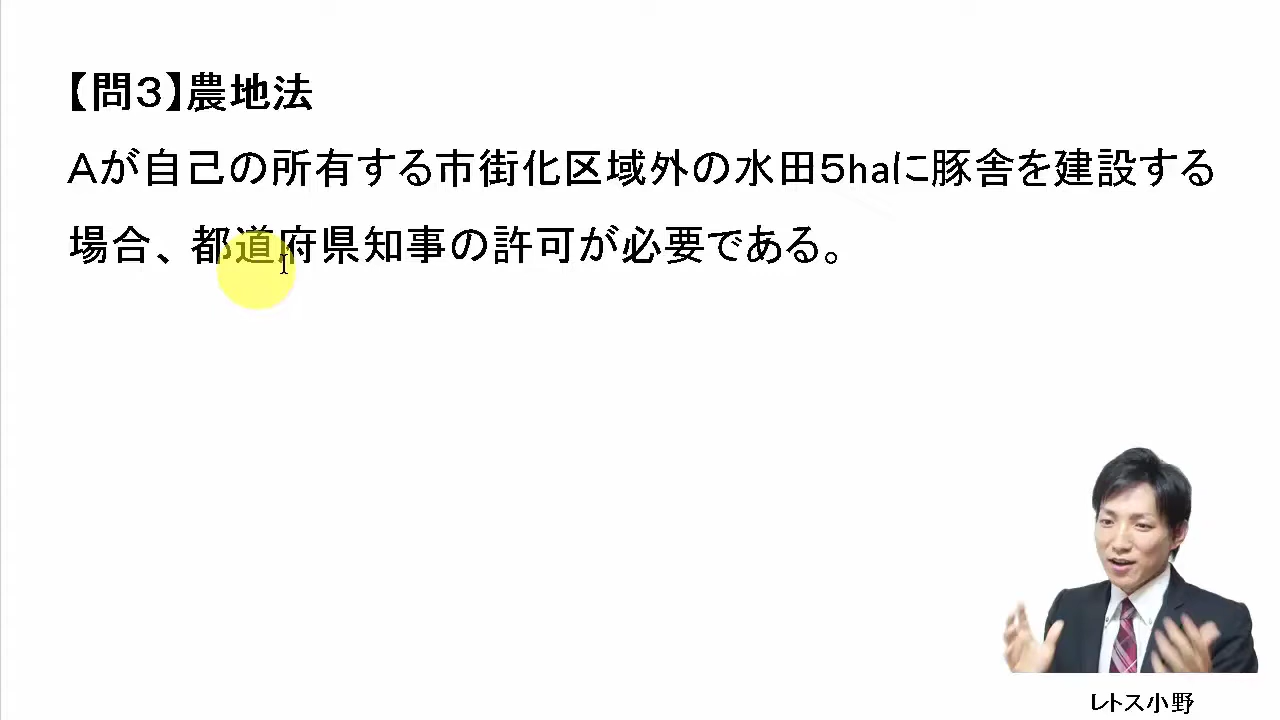 【問３】農地法
Ａが自己の所有する市街化区域外の水田５haに豚舎を建設する
場合、都道府県知事の許可が必要である。
レトス小野